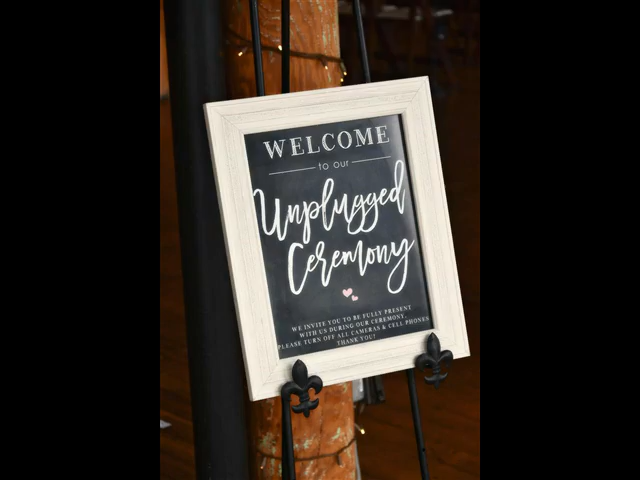 WELCOME
to our
Unplugged
Ceremony
WE INVITE YOU TO BE FULLY PRESENT
WITH US DURING OUR CEREMONY.
PLEASE TURN OFF ALL CAMERAS & CELL PHONES
THANK YOU!